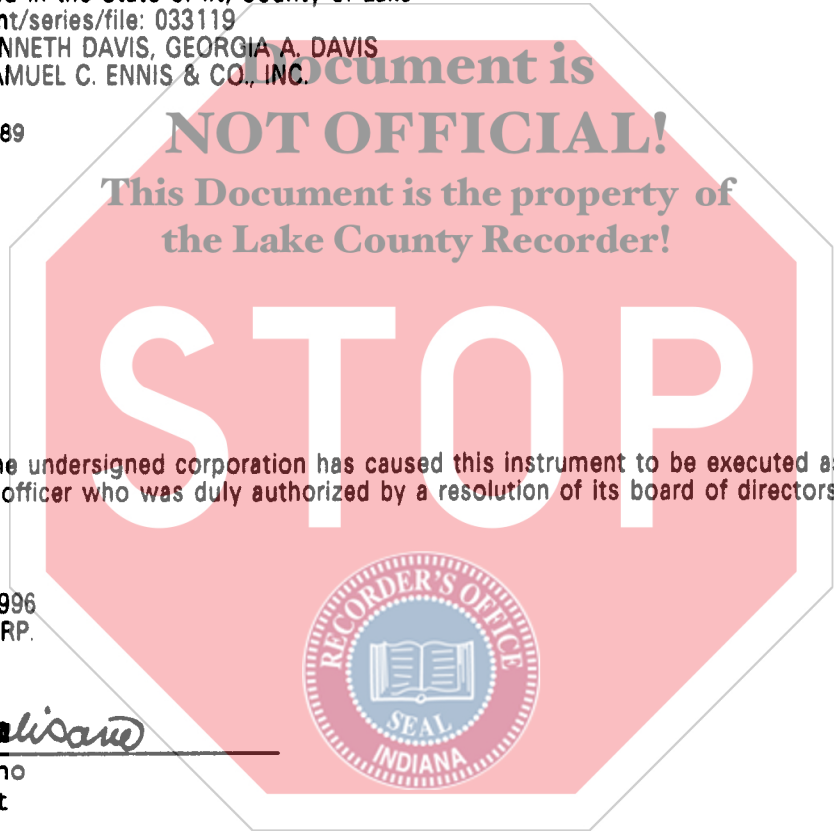 nt/series/file: 033119
NNETH DAVIS, GEORGIA A. DAVIS
AMUEL C. ENNIS & CO., INC.
Document is
NOT OFFICIAL!
89
This Document is the property of
the Lake County Recorder!
STOP
he undersigned corporation has caused this instrument to be executed as
officer who was duly authorized by a resolution of its board of directors
RECORDER'S OFFICE
SEAL
INDIANA
996
RP.
lisano
no
t